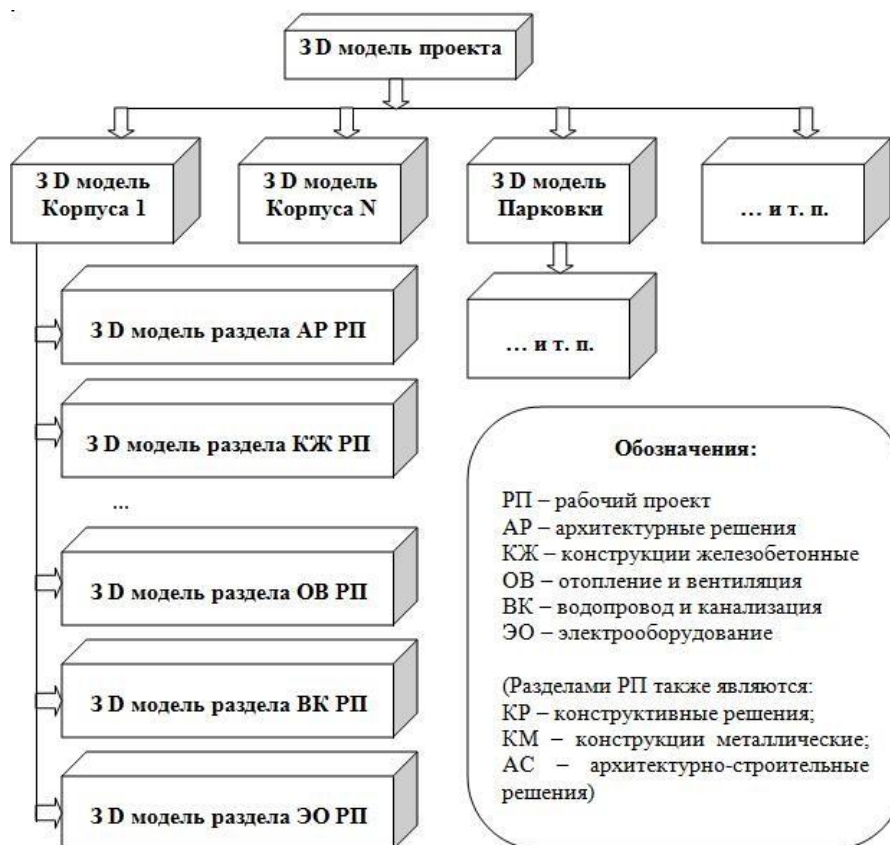 3 D модель проекта
3 D модель
Корпуса 1
3 D модель
Корпуса N
3 D модель
Парковки
… и т. п.
3 D модель раздела АР РП
3 D модель раздела КЖ РП
...
3 D модель раздела ОВ РП
3 D модель раздела ВК РП
3 D модель раздела ЭО РП
… и т. п.
Обозначения:
РП – рабочий проект
АР – архитектурные решения
КЖ – конструкции железобетонные
ОВ – отопление и вентиляция
ВК – водопровод и канализация
ЭО – электрооборудование
(Разделами РП также являются:
КР – конструктивные решения;
КМ – конструкции металлические;
АС – архитектурно-строительные
решения)